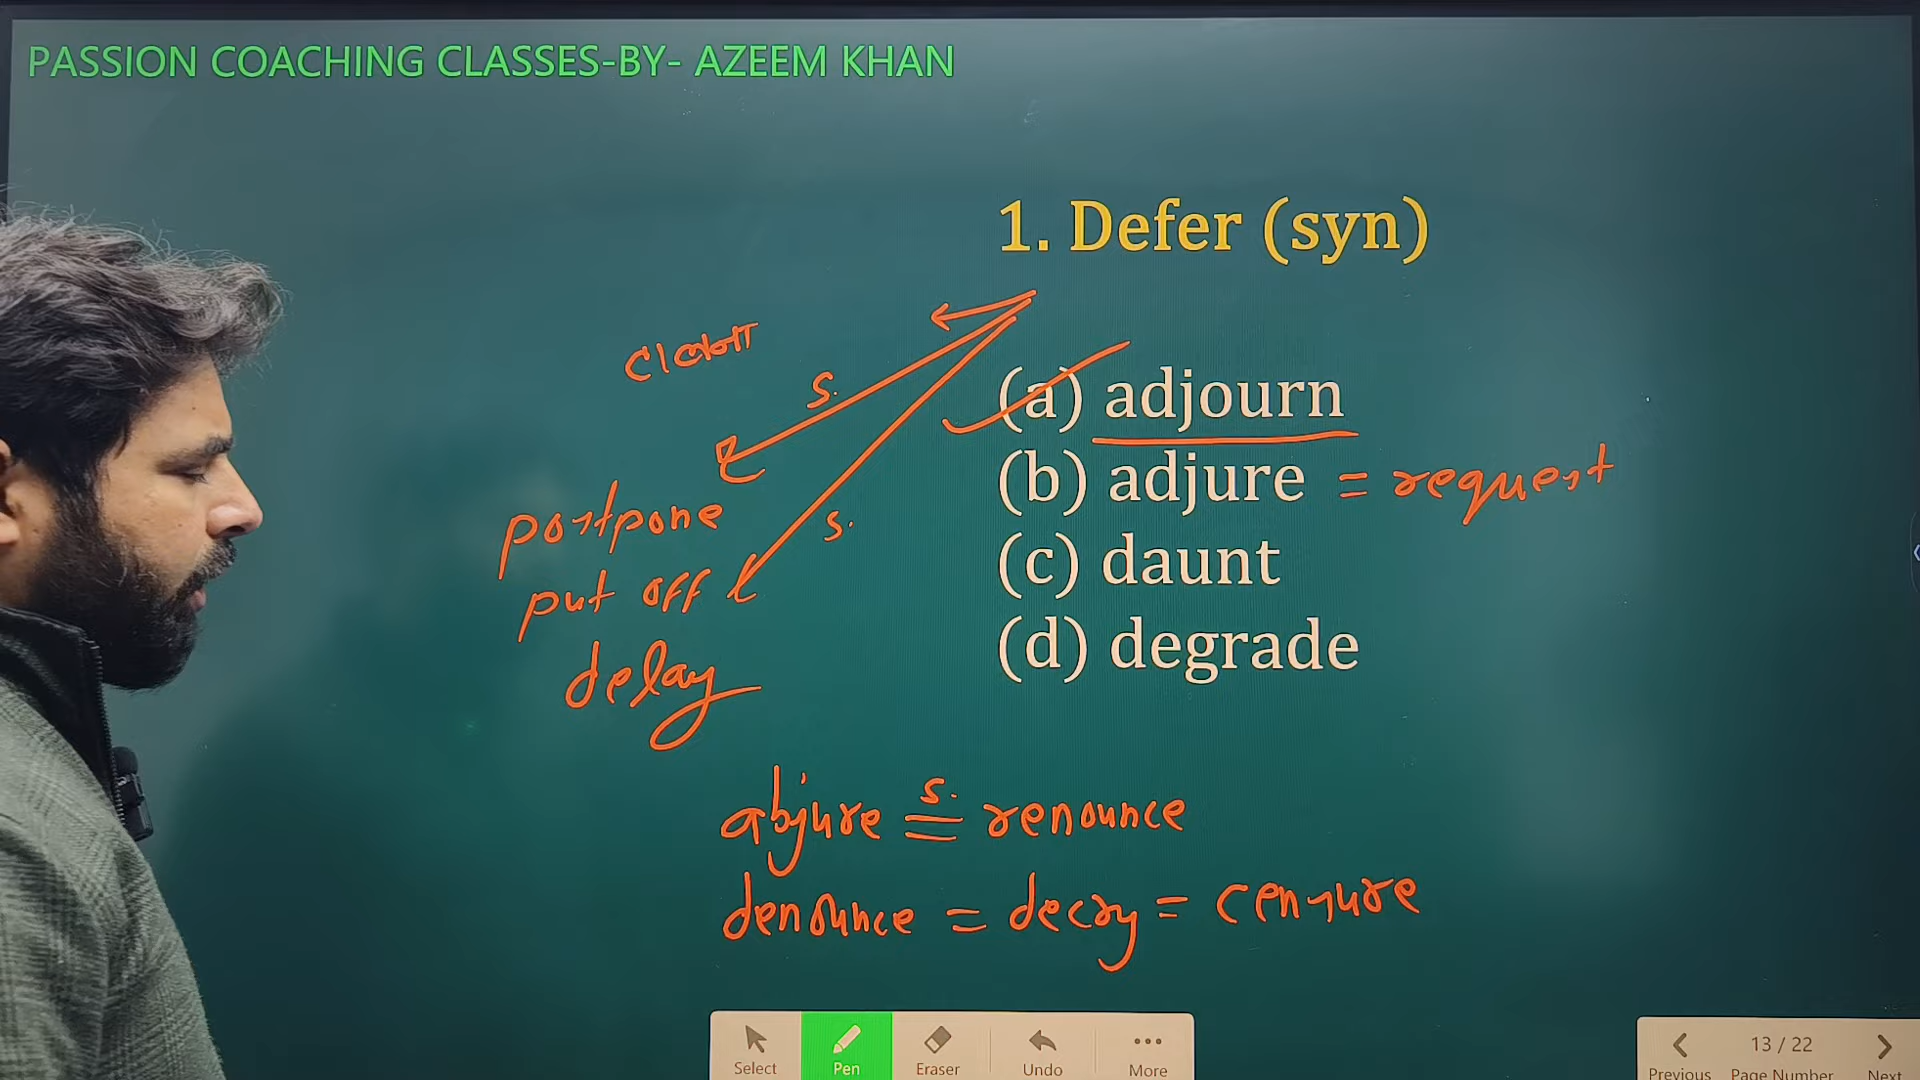 PASSION COACHING CLASSES-BY- AZEEM KHAN
1. Defer (syn)
s.
(a) adjourn
(b) adjure = request
postpone
s.
put off
(c) daunt
delay
(d) degrade
abjure = renounce
s.
denounce = decry = censure
Select
Pen
Eraser
Undo
More
13 / 22
Previous
Page Number
Next